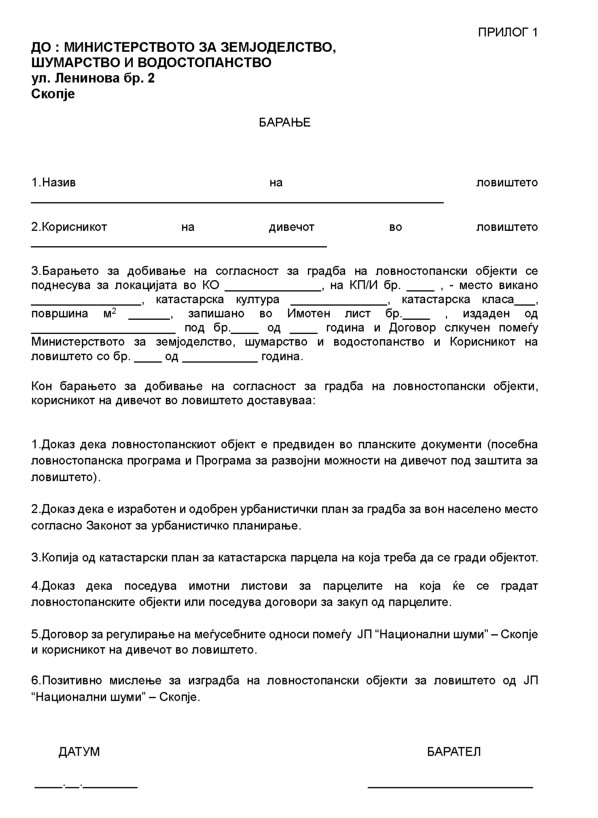 ПРИЛОГ 1
ДО : МИНИСТЕРСТВОТО ЗА ЗЕМЈОДЕЛСТВО,
ШУМАРСТВО И ВОДОСТОПАНСТВО
ул. Ленинова бр. 2
Скопје
БАРАЊЕ
1.Назив на ловиштето
_______________________________________________________
2.Корисникот на дивечот во ловиштето
________________________________________
3.Барањето за добивање на согласност за градба на ловностопански објекти се
поднесува за локацијата во КО ______________, на КП/И бр. ____ , - место викано
________________, катастарска култура ______________, катастарска класа___,
површина м2 ______, запишано во Имотен лист бр.____ , издаден од
_____________________ под бр.____ од ____ година и Договор слкучен помеѓу
Министерството за земјоделство, шумарство и водостопанство и Корисникот на
ловиштето со бр. ____ од ___________ година.
Кон барањето за добивање на согласност за градба на ловностопански објекти,
корисникот на дивечот во ловиштето доставуваа:
1.Доказ дека ловностопанскиот објект е предвиден во планските документи (посебна
ловностопанска програма и Програма за развојни можности на дивечот под заштита за
ловиштето).
2.Доказ дека е изработен и одобрен урбанистички план за градба за вон населено место
согласно Законот за урбанистичко планирање.
3.Копија од катастарски план за катастарска парцела на која треба да се гради објектот.
4.Доказ дека поседува имотни листови за парцелите на која ќе се градат
ловностопанските објекти или поседува договори за закуп од парцелите.
5.Договор за регулирање на меѓусебните односи помеѓу ЈП “Национални шуми” – Скопје
и корисникот на дивечот во ловиштето.
6.Позитивно мислење за изградба на ловностопански објекти за ловиштето од ЈП
“Национални шуми” – Скопје.
ДАТУМ БАРАТЕЛ
____.__.________ ________________________